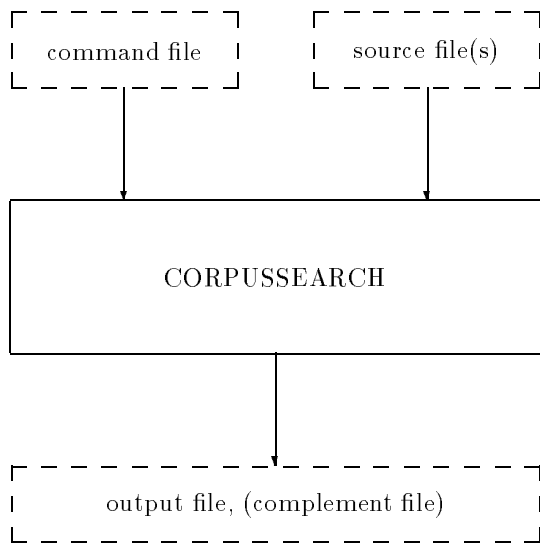 command file
source file(s)
CORPUSSEARCH
output file, (complement file)